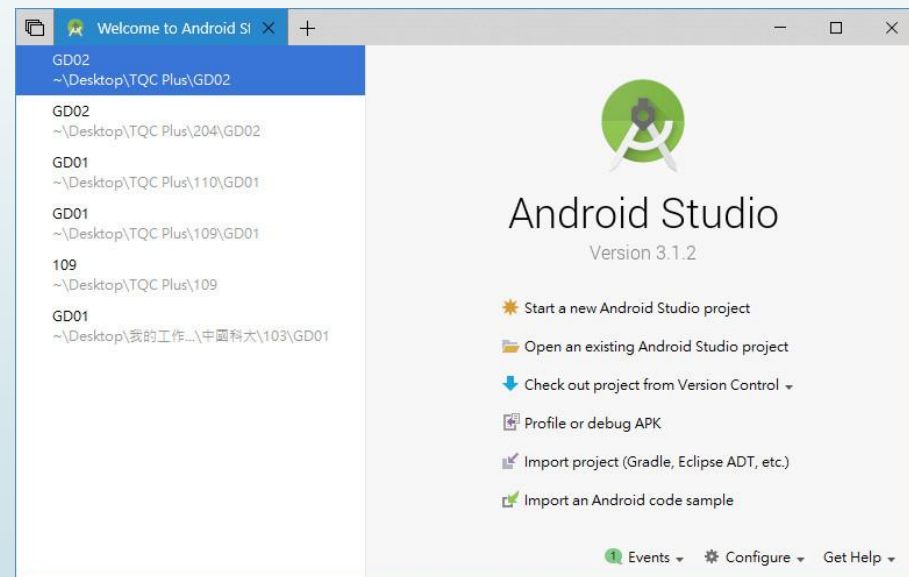 Welcome to Android St
GD02
~\Desktop\TQC Plus\GD02
GD02
~\Desktop\TQC Plus\204\GD02
GD01
~\Desktop\TQC Plus\110\GD01
GD01
~\Desktop\TQC Plus\109\GD01
109
~\Desktop\TQC Plus\109
GD01
~\Desktop\我的工作...\中國科大\103\GD01
Android Studio
Version 3.1.2
Start a new Android Studio project
Open an existing Android Studio project
Check out project from Version Control
Profile or debug APK
Import project (Gradle, Eclipse ADT, etc.)
Import an Android code sample
1 Events Configure Get Help